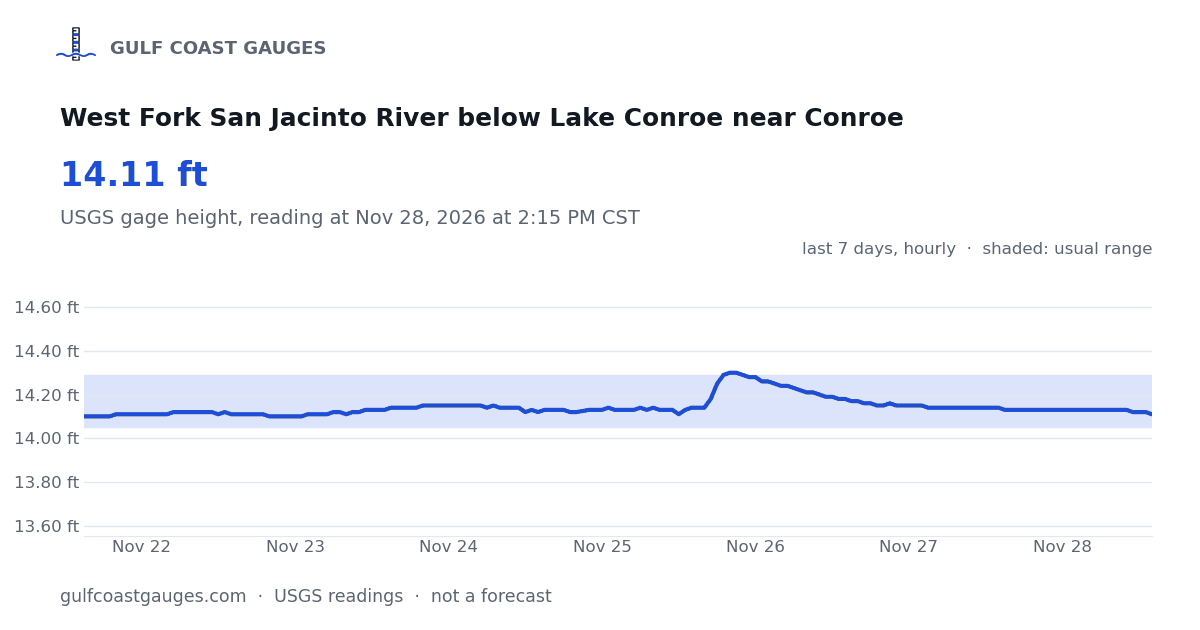 GULF COAST GAUGES
West Fork San Jacinto River below Lake Conroe near Conroe
14.11 ft
USGS gage height, reading at Nov 28, 2026 at 2:15 PM CST
last 7 days, hourly · shaded: usual range
14.60 ft
14.40 ft
14.20 ft
14.00 ft
13.80 ft
13.60 ft
Nov 22 Nov 23 Nov 24 Nov 25 Nov 26 Nov 27 Nov 28
gulfcoastgauges.com · USGS readings · not a forecast